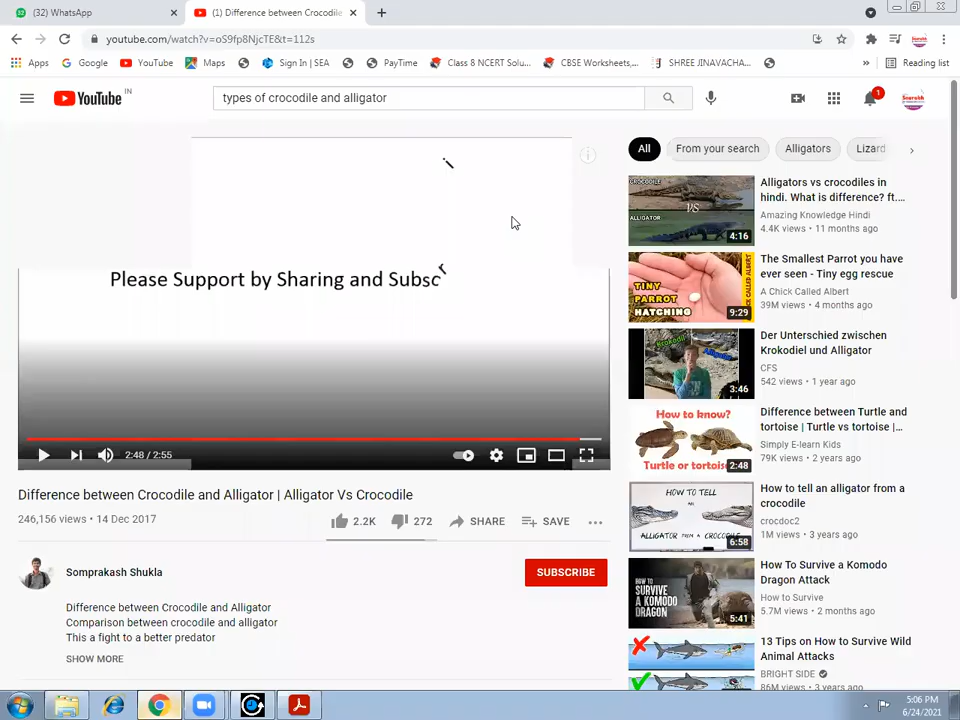 (32) WhatsApp
(1) Difference between Crocodile
youtube.com/watch?v=oS9fp8NjcTE&t=112s
Apps Google YouTube Maps Sign In | SEA PayTime Class 8 NCERT Solu... CBSE Worksheets,... SHREE JINAVACHA... » Reading list
YouTube IN
types of crocodile and alligator
1
All From your search Alligators Lizard
Please Support by Sharing and Subsc
2:48 / 2:55
Difference between Crocodile and Alligator | Alligator Vs Crocodile
246,156 views • 14 Dec 2017
2.2K 272 SHARE SAVE
Somprakash Shukla
SUBSCRIBE
Difference between Crocodile and Alligator
Comparison between crocodile and alligator
This a fight to a better predator
SHOW MORE
CROCODILE
VS
ALLIGATOR
4:16
Alligators vs crocodiles in
hindi. What is difference? ft....
Amazing Knowledge Hindi
4.4K views • 11 months ago
TINY
PARROT
HATCHING
A CHICK CALLED ALBERT
9:29
The Smallest Parrot you have
ever seen - Tiny egg rescue
A Chick Called Albert
39M views • 4 months ago
Krokodil
Alligator
3:46
Der Unterschied zwischen
Krokodiel und Alligator
CFS
542 views • 1 year ago
How to know?
Turtle or tortoise
2:48
Difference between Turtle and
tortoise | Turtle vs tortoise |...
Simply E-learn Kids
79K views • 2 years ago
HOW TO TELL
AN
ALLIGATOR FROM A CROCODILE
6:58
How to tell an alligator from a
crocodile
crocdoc2
1M views • 3 years ago
HOW TO
SURVIVE
A KOMODO
DRAGON
5:41
How To Survive a Komodo
Dragon Attack
How to Survive
5.7M views • 2 months ago
13 Tips on How to Survive Wild
Animal Attacks
BRIGHT SIDE
86M views • 3 years ago
5:06 PM
6/24/2021